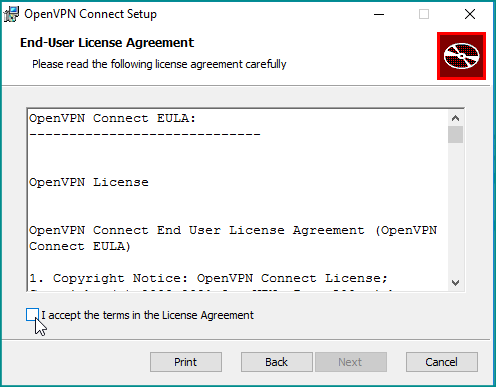 OpenVPN Connect Setup
End-User License Agreement
Please read the following license agreement carefully
OpenVPN Connect EULA:
-----------------------------
OpenVPN License
OpenVPN Connect End User License Agreement (OpenVPN
Connect EULA)
1. Copyright Notice: OpenVPN Connect License;
I accept the terms in the License Agreement
Print
Back
Next
Cancel